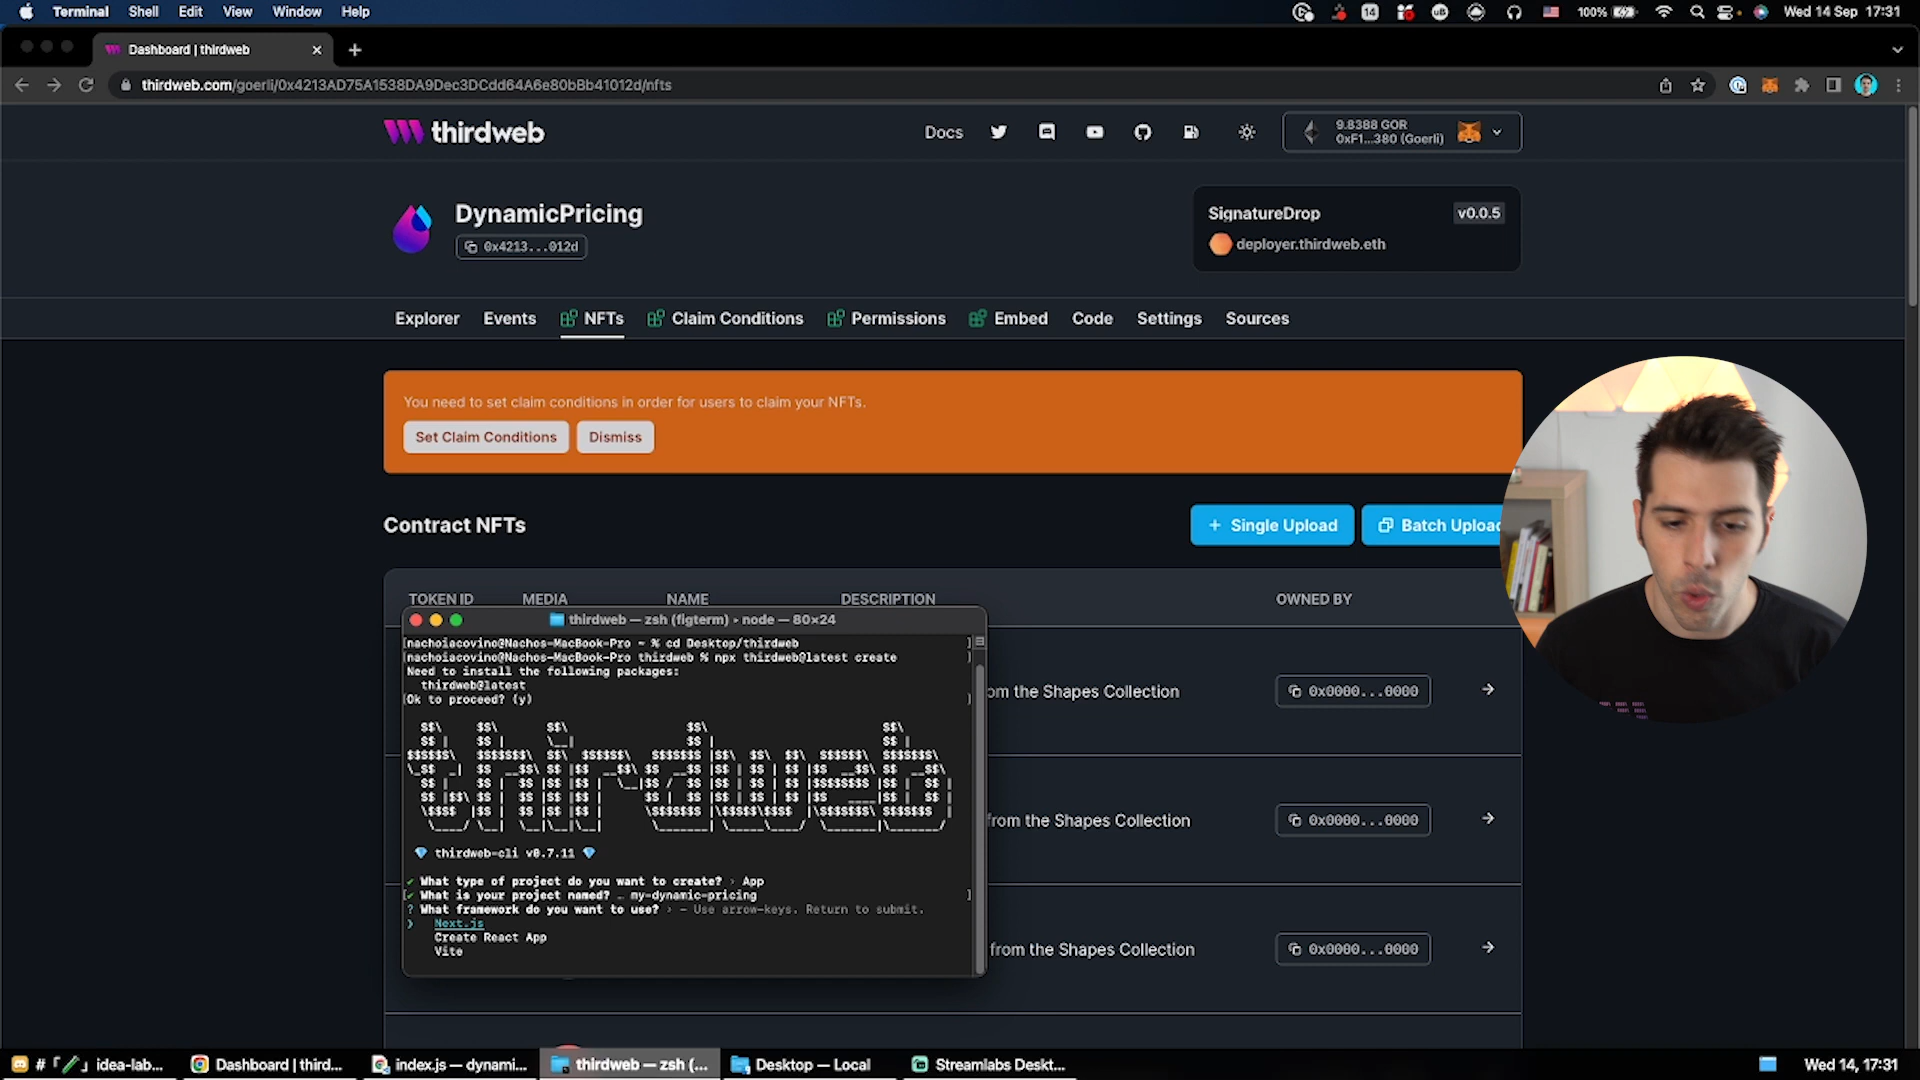 Terminal Shell Edit View Window Help
14 100% Wed 14 Sep 17:31
Dashboard | thirdweb
thirdweb.com/goerli/0x4213AD75A1538DA9Dec3DCdd64A6e80bBb41012d/nfts
thirdweb
Docs
9.8388 GOR
0xF1...380 (Goerli)
DynamicPricing
0x4213...012d
SignatureDrop v0.0.5
deployer.thirdweb.eth
Explorer Events NFTs Claim Conditions Permissions Embed Code Settings Sources
You need to set claim conditions in order for users to claim your NFTs.
Set Claim Conditions Dismiss
Contract NFTs
+ Single Upload Batch Upload
TOKEN ID MEDIA NAME DESCRIPTION OWNED BY
thirdweb — zsh (figterm) • node — 80×24
nachoiacovino@Nachos-MacBook-Pro ~ % cd Desktop/thirdweb
nachoiacovino@Nachos-MacBook-Pro thirdweb % npx thirdweb@latest create
Need to install the following packages:
thirdweb@latest
Ok to proceed? (y)
thirdweb
💎 thirdweb-cli v0.7.11 💎
✔ What type of project do you want to create? › App
✔ What is your project named? … my-dynamic-pricing
? What framework do you want to use? › - Use arrow-keys. Return to submit.
❯ Next.js
Create React App
Vite
om the Shapes Collection 0x0000...0000
from the Shapes Collection 0x0000...0000
from the Shapes Collection 0x0000...0000
# idea-lab... Dashboard | third... index.js — dynami... thirdweb — zsh (... Desktop — Local Streamlabs Deskt... Wed 14, 17:31